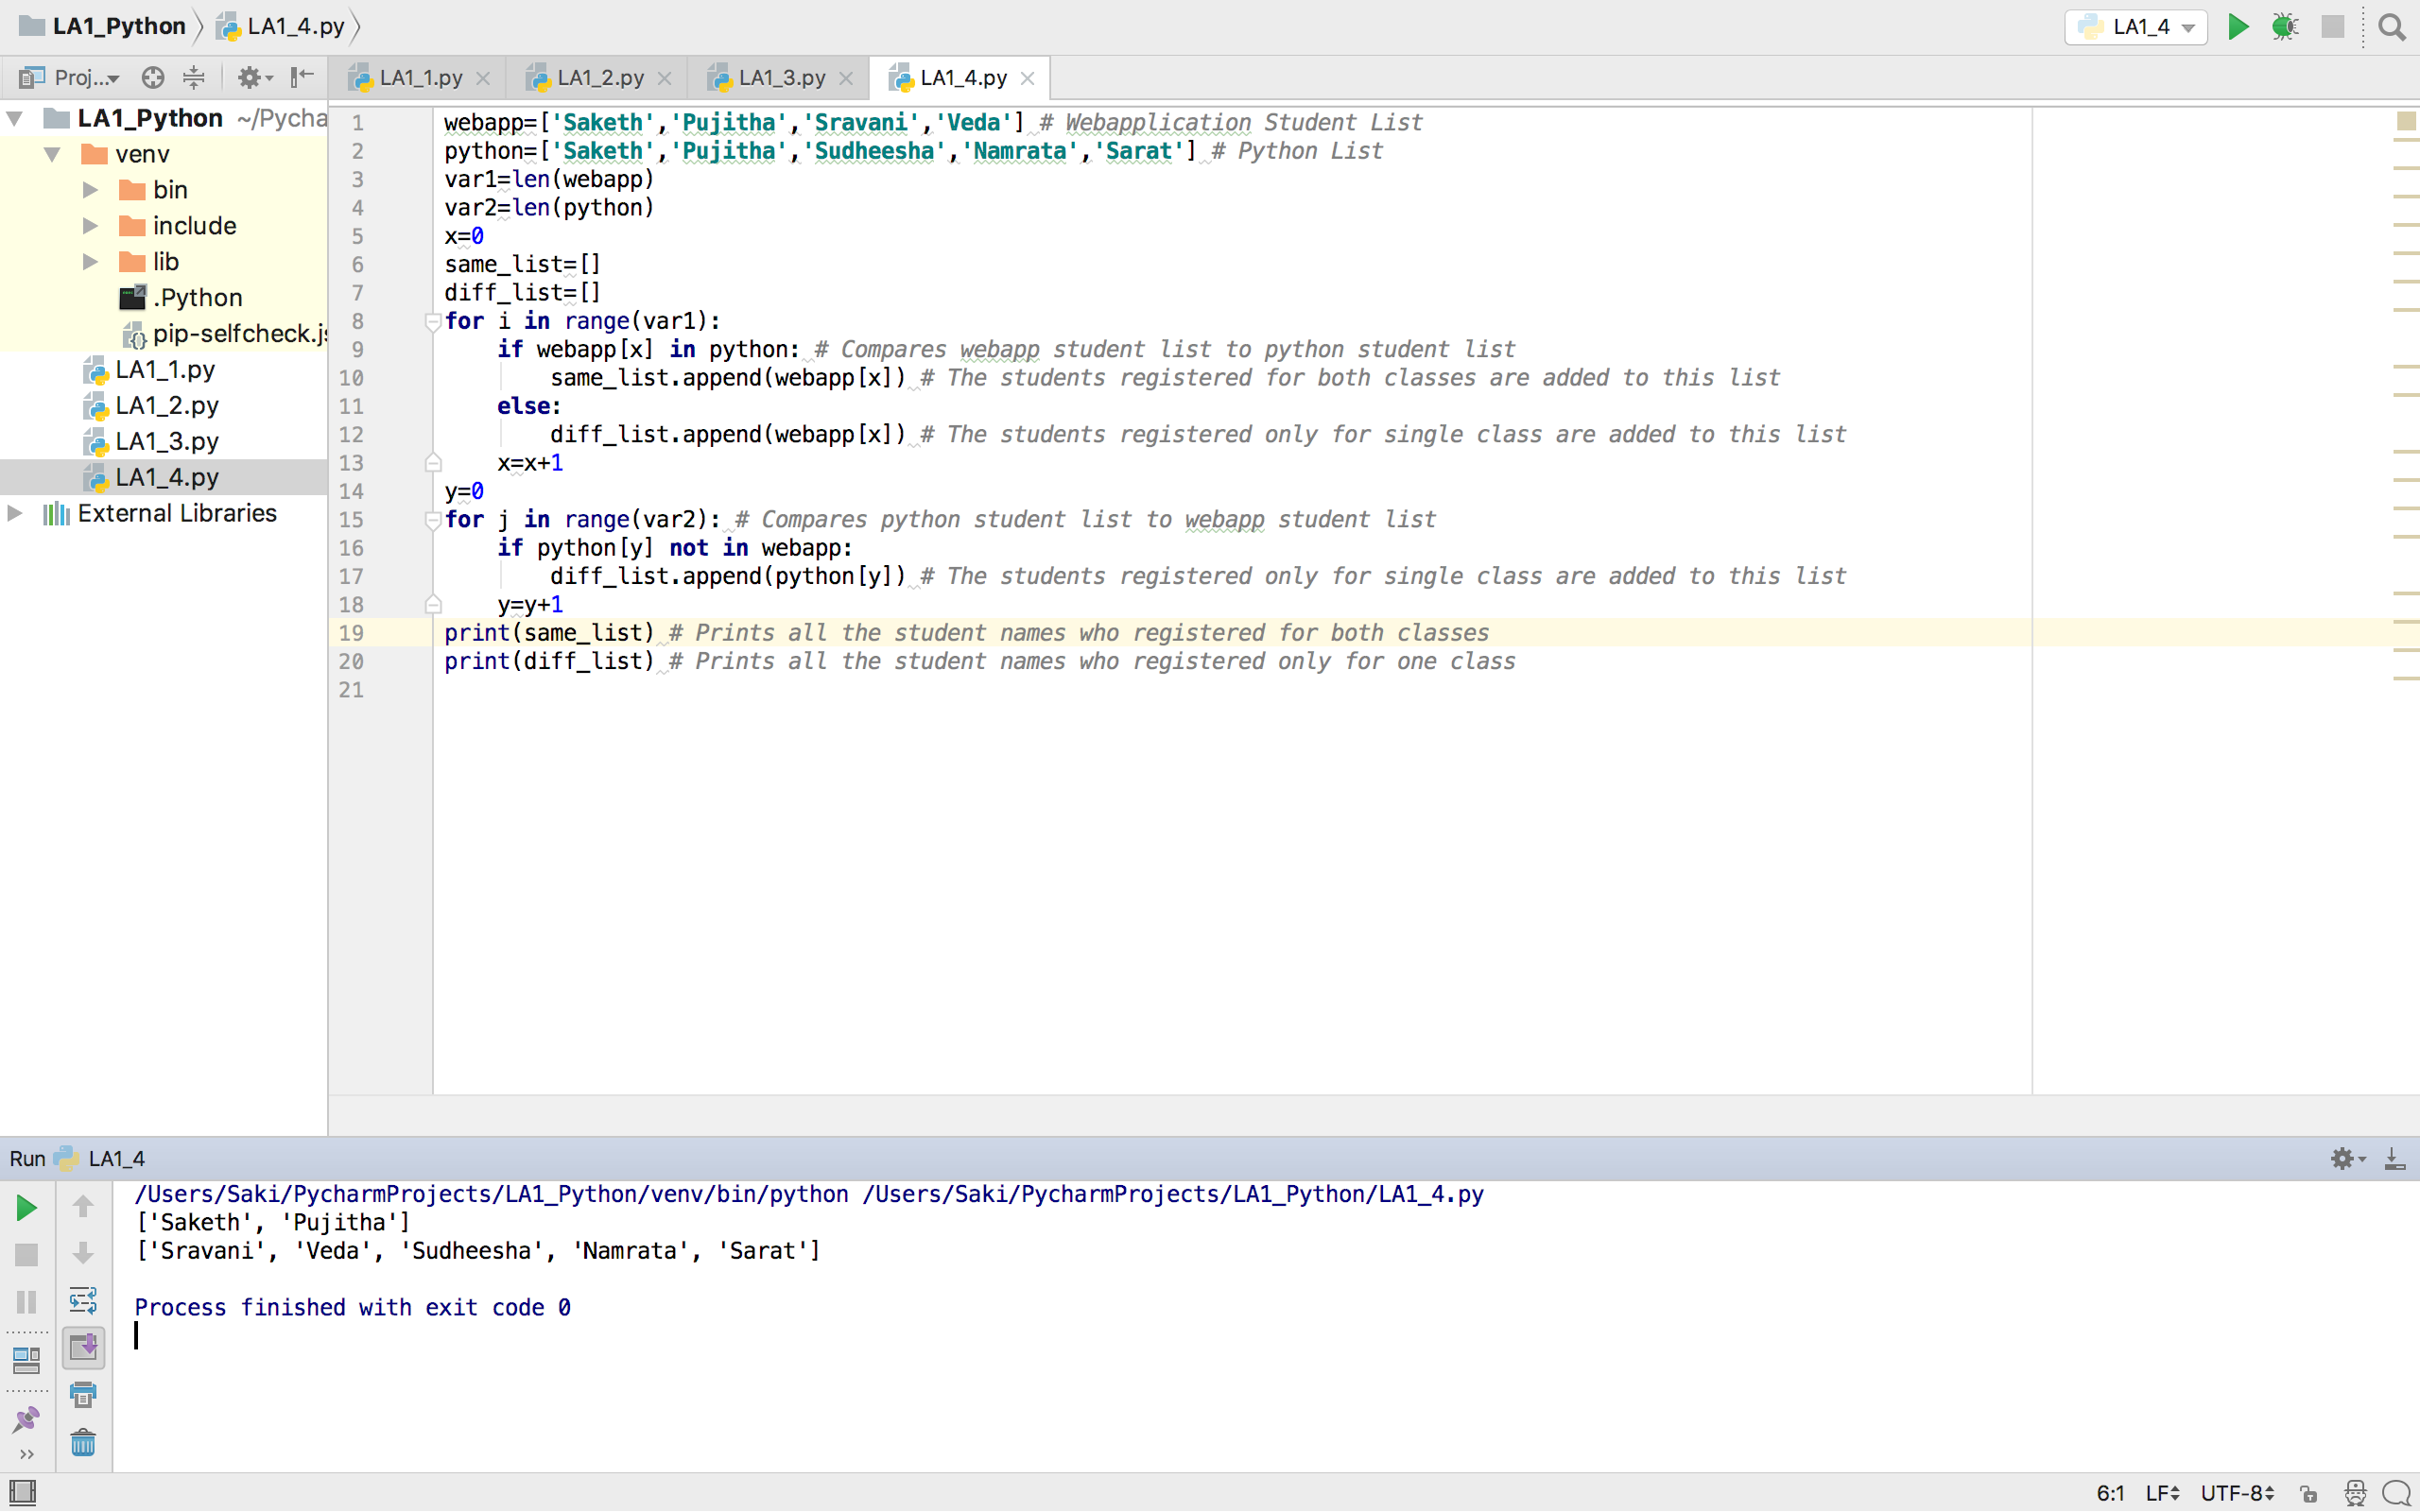 LA1_Python LA1_4.py LA1_4
Proj... LA1_1.py LA1_2.py LA1_3.py LA1_4.py
LA1_Python ~/Pycha
venv
bin
include
lib
.Python
pip-selfcheck.js
LA1_1.py
LA1_2.py
LA1_3.py
LA1_4.py
External Libraries
1 webapp=['Saketh','Pujitha','Sravani','Veda'] # Webapplication Student List
2 python=['Saketh','Pujitha','Sudheesha','Namrata','Sarat'] # Python List
3 var1=len(webapp)
4 var2=len(python)
5 x=0
6 same_list=[]
7 diff_list=[]
8 for i in range(var1):
9     if webapp[x] in python: # Compares webapp student list to python student list
10         same_list.append(webapp[x]) # The students registered for both classes are added to this list
11     else:
12         diff_list.append(webapp[x]) # The students registered only for single class are added to this list
13     x=x+1
14 y=0
15 for j in range(var2): # Compares python student list to webapp student list
16     if python[y] not in webapp:
17         diff_list.append(python[y]) # The students registered only for single class are added to this list
18     y=y+1
19 print(same_list) # Prints all the student names who registered for both classes
20 print(diff_list) # Prints all the student names who registered only for one class
21
Run LA1_4
/Users/Saki/PycharmProjects/LA1_Python/venv/bin/python /Users/Saki/PycharmProjects/LA1_Python/LA1_4.py
['Saketh', 'Pujitha']
['Sravani', 'Veda', 'Sudheesha', 'Namrata', 'Sarat']
Process finished with exit code 0
6:1 LF UTF-8